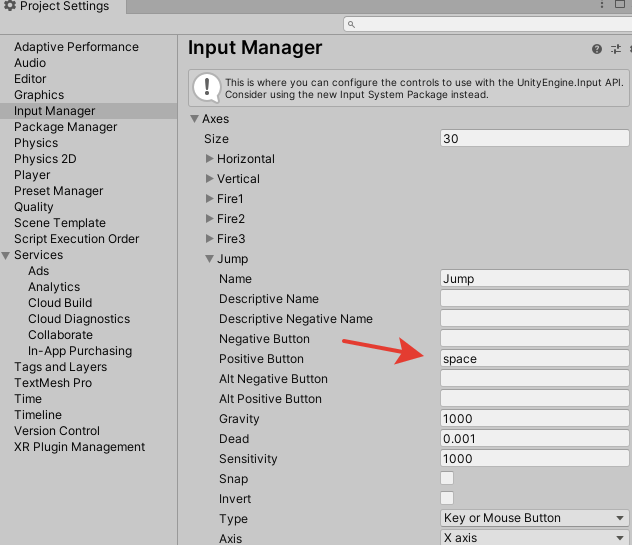 Project Settings
Adaptive Performance
Audio
Editor
Graphics
Input Manager
Package Manager
Physics
Physics 2D
Player
Preset Manager
Quality
Scene Template
Script Execution Order
Services
Ads
Analytics
Cloud Build
Cloud Diagnostics
Collaborate
In-App Purchasing
Tags and Layers
TextMesh Pro
Time
Timeline
Version Control
XR Plugin Management
Input Manager
This is where you can configure the controls to use with the UnityEngine.Input API.
Consider using the new Input System Package instead.
Axes
Size 30
Horizontal
Vertical
Fire1
Fire2
Fire3
Jump
Name Jump
Descriptive Name
Descriptive Negative Name
Negative Button
Positive Button space
Alt Negative Button
Alt Positive Button
Gravity 1000
Dead 0.001
Sensitivity 1000
Snap
Invert
Type Key or Mouse Button
Axis X axis